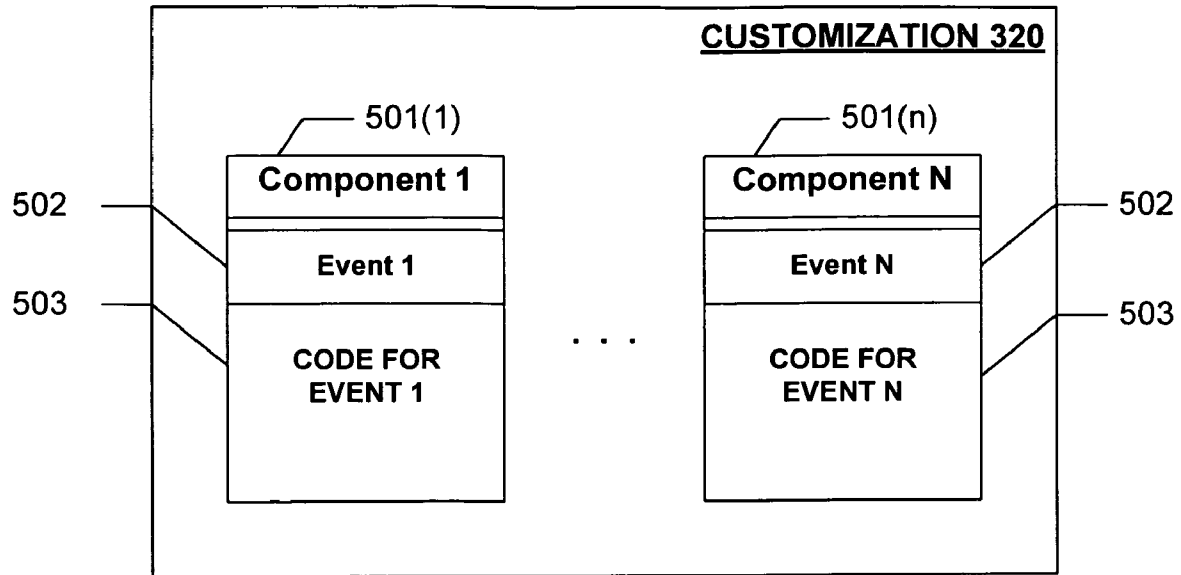 CUSTOMIZATION 320
501(1)
501(n)
Component 1
Component N
502
502
Event 1
Event N
503
503
CODE FOR
EVENT 1
. . .
CODE FOR
EVENT N